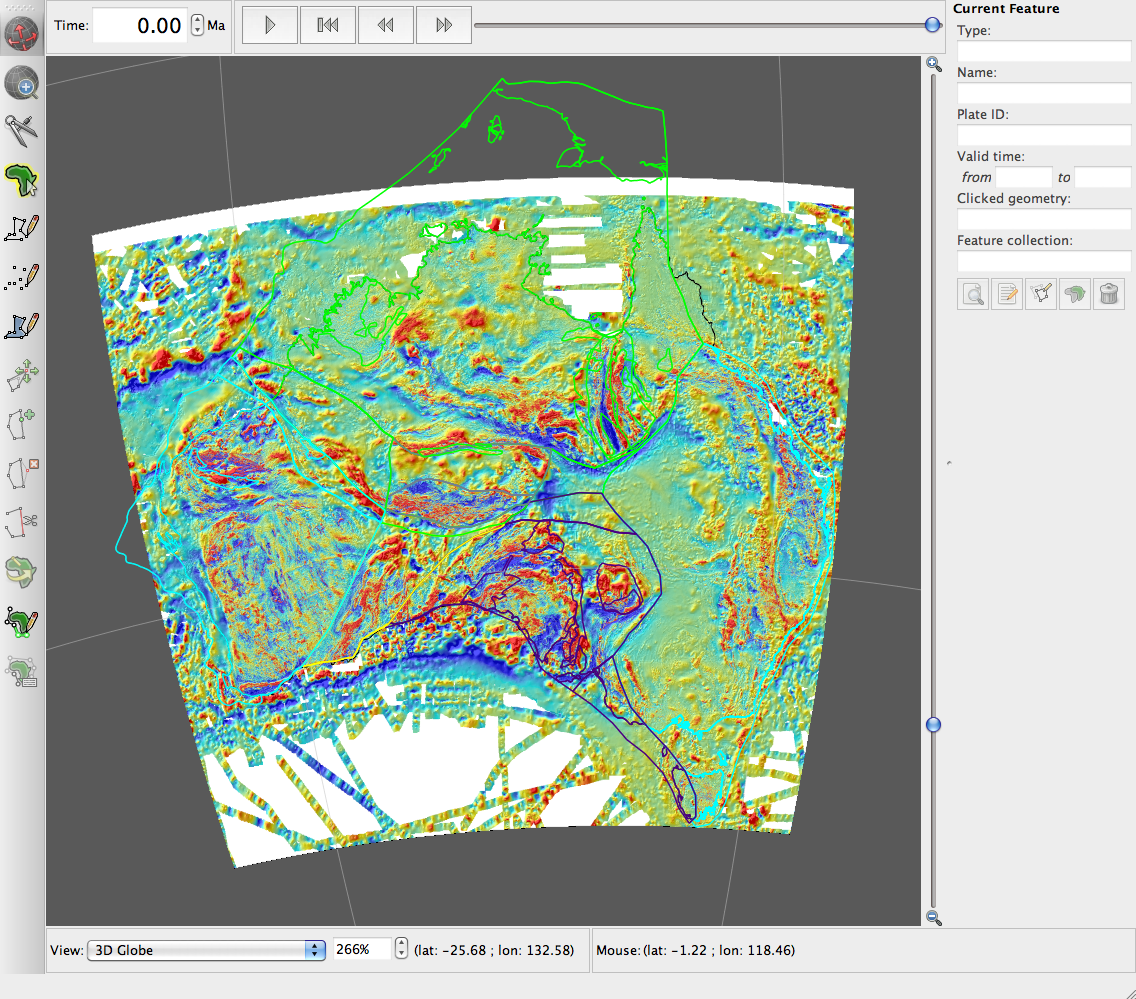 Time: 0.00 Ma
Current Feature
Type:
Name:
Plate ID:
Valid time:
from to
Clicked geometry:
Feature collection:
View: 3D Globe 266% (lat: -25.68 ; lon: 132.58) Mouse: (lat: -1.22 ; lon: 118.46)